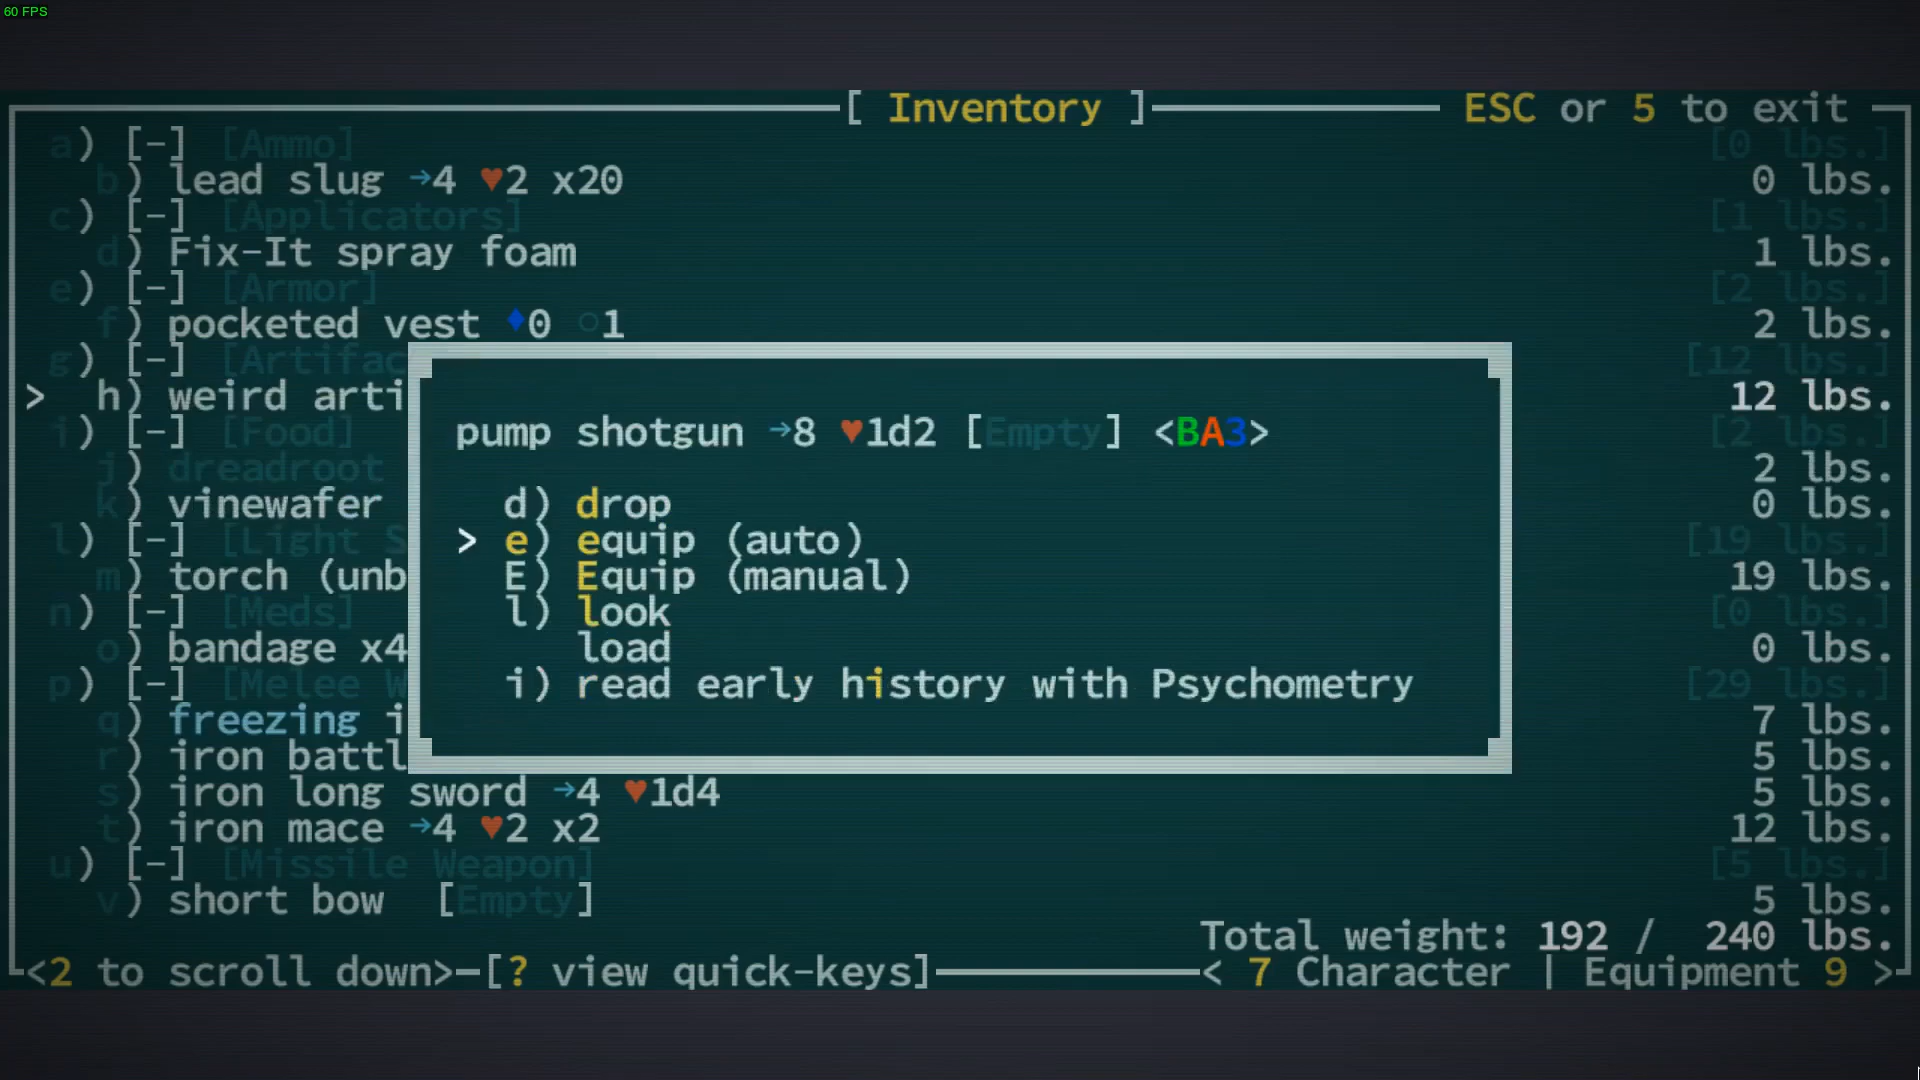 60 FPS
[ Inventory ] ESC or 5 to exit
a) [-] [Ammo] [0 lbs.]
b) lead slug →4 ♥2 x20 0 lbs.
c) [-] [Applicators] [1 lbs.]
d) Fix-It spray foam 1 lbs.
e) [-] [Armor] [2 lbs.]
f) pocketed vest ♦0 ○1 2 lbs.
g) [-] [Artifac [12 lbs.]
> h) weird arti 12 lbs.
i) [-] [Food] [2 lbs.]
j) dreadroot 2 lbs.
k) vinewafer 0 lbs.
l) [-] [Light S [19 lbs.]
m) torch (unb 19 lbs.
n) [-] [Meds] [0 lbs.]
o) bandage x4 0 lbs.
p) [-] [Melee W [29 lbs.]
q) freezing i 7 lbs.
r) iron battl 5 lbs.
s) iron long sword →4 ♥1d4 5 lbs.
t) iron mace →4 ♥2 x2 12 lbs.
u) [-] [Missile Weapon] [5 lbs.]
v) short bow [Empty] 5 lbs.
pump shotgun →8 ♥1d2 [Empty] <BA3>
d) drop
> e) equip (auto)
E) Equip (manual)
l) look
load
i) read early history with Psychometry
Total weight: 192 / 240 lbs.
<2 to scroll down> [? view quick-keys] < 7 Character | Equipment 9 >